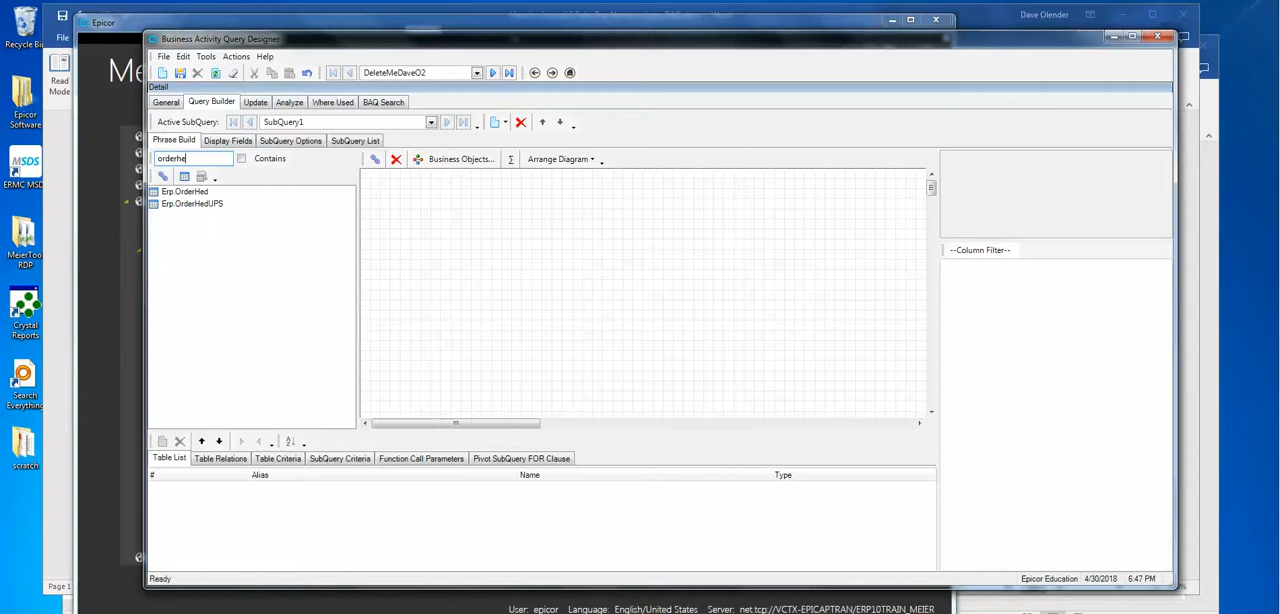 Recycle Bi
Epicor
Software
MSDS
ERMC MSD
MeierToo
RDP
Crystal
Reports
Search
Everything
scratch
File
Read
Mode
Page 1
Epicor
Me
Dave Olender
Business Activity Query Designer
File Edit Tools Actions Help
DeleteMeDaveO2
Detail
General Query Builder Update Analyze Where Used BAQ Search
Active SubQuery: SubQuery1
Phrase Build Display Fields SubQuery Options SubQuery List
orderhe Contains Business Objects... Σ Arrange Diagram
Erp.OrderHed
Erp.OrderHedUPS
--Column Filter--
Table List Table Relations Table Criteria SubQuery Criteria Function Call Parameters Pivot SubQuery FOR Clause
# Alias Name Type
Ready Epicor Education 4/30/2018 6:47 PM
User: epicor Language: English/United States Server: net.tcp://VCTX-EPICAPTRAN/ERP10TRAIN_MEIER